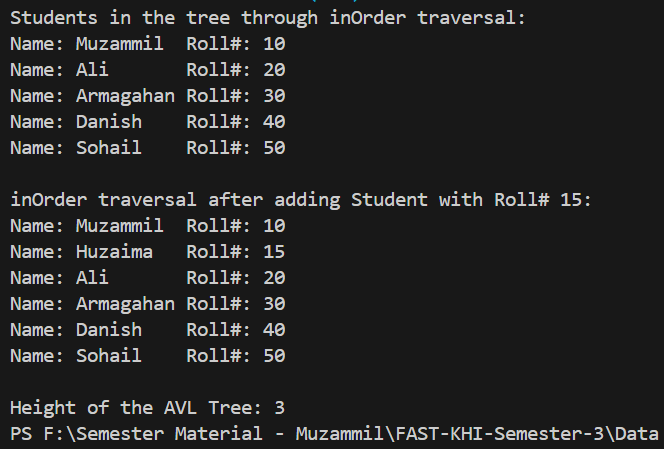 Students in the tree through inOrder traversal:
Name: Muzammil  Roll#: 10
Name: Ali       Roll#: 20
Name: Armagahan Roll#: 30
Name: Danish    Roll#: 40
Name: Sohail    Roll#: 50
inOrder traversal after adding Student with Roll# 15:
Name: Muzammil  Roll#: 10
Name: Huzaima   Roll#: 15
Name: Ali       Roll#: 20
Name: Armagahan Roll#: 30
Name: Danish    Roll#: 40
Name: Sohail    Roll#: 50
Height of the AVL Tree: 3
PS F:\Semester Material - Muzammil\FAST-KHI-Semester-3\Data